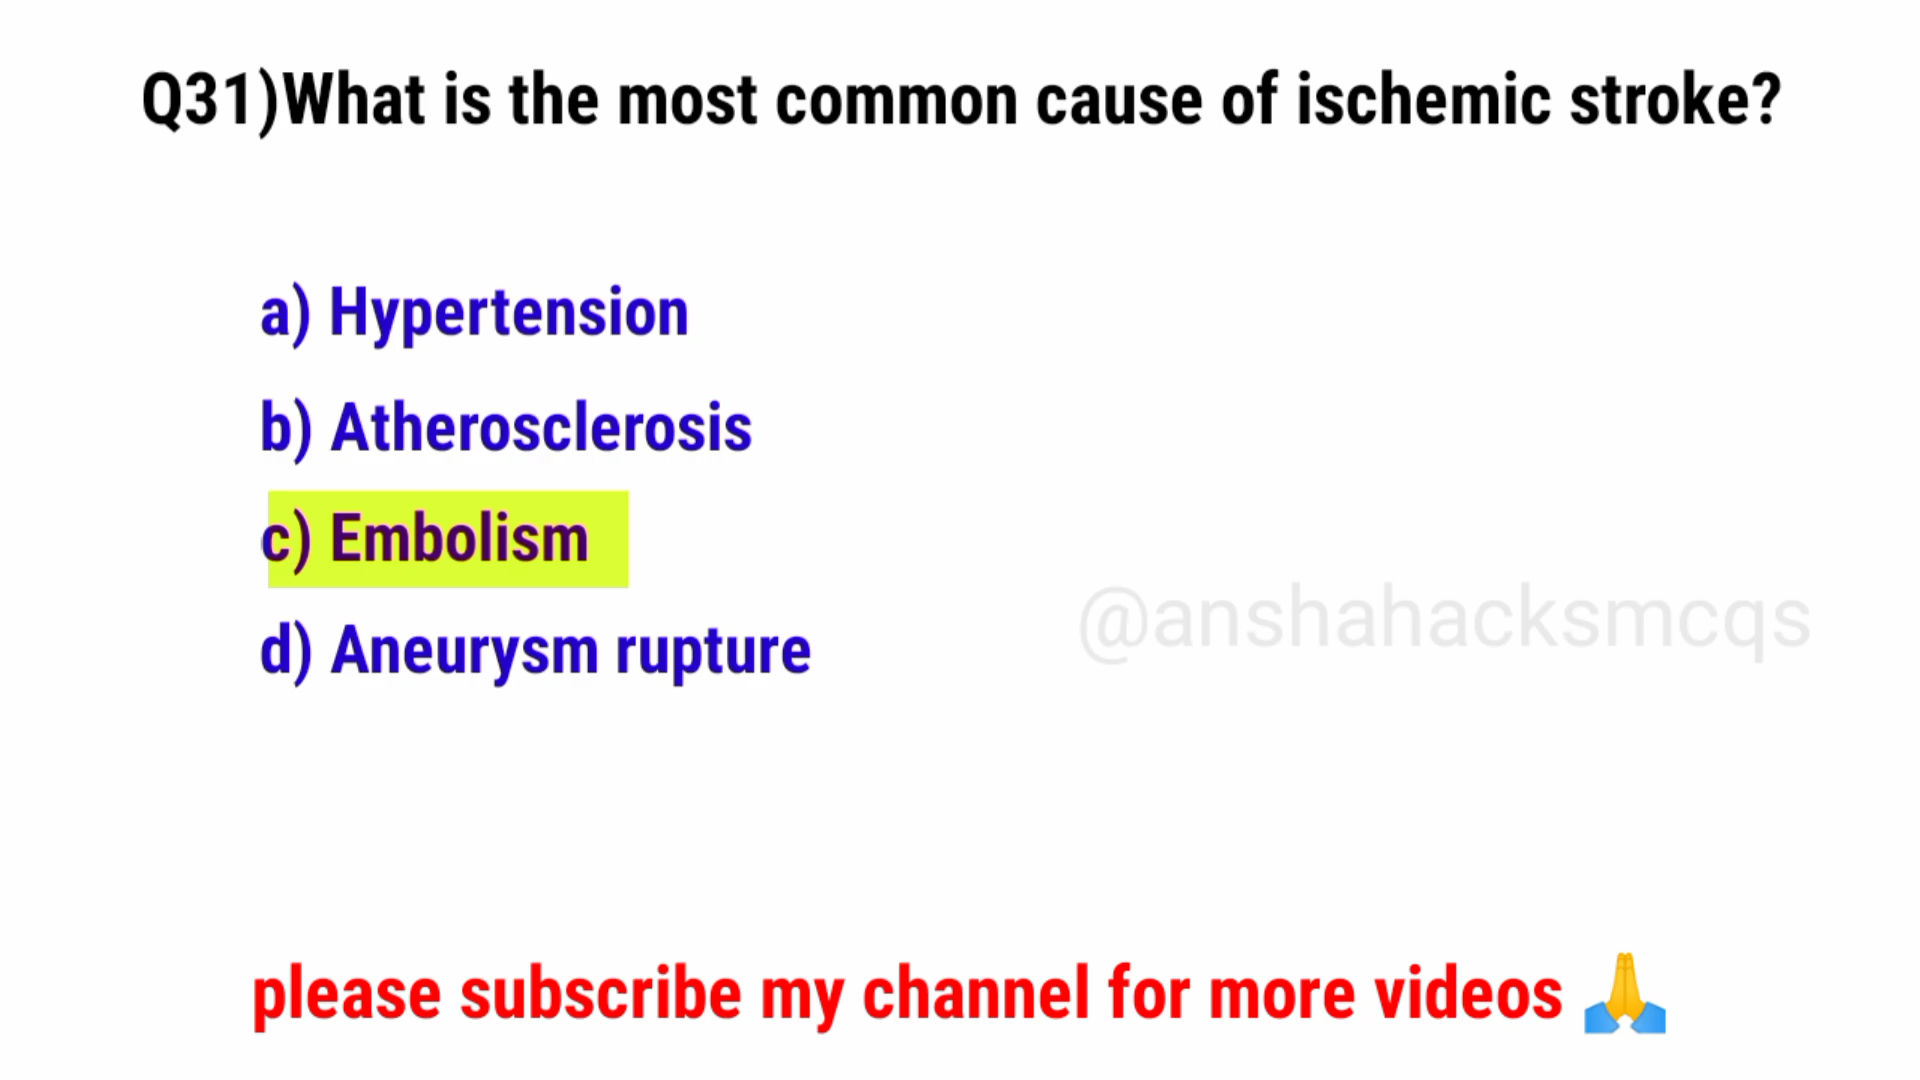 Q31)What is the most common cause of ischemic stroke?
a) Hypertension
b) Atherosclerosis
c) Embolism
d) Aneurysm rupture
@anshahacksmcqs
please subscribe my channel for more videos 🙏